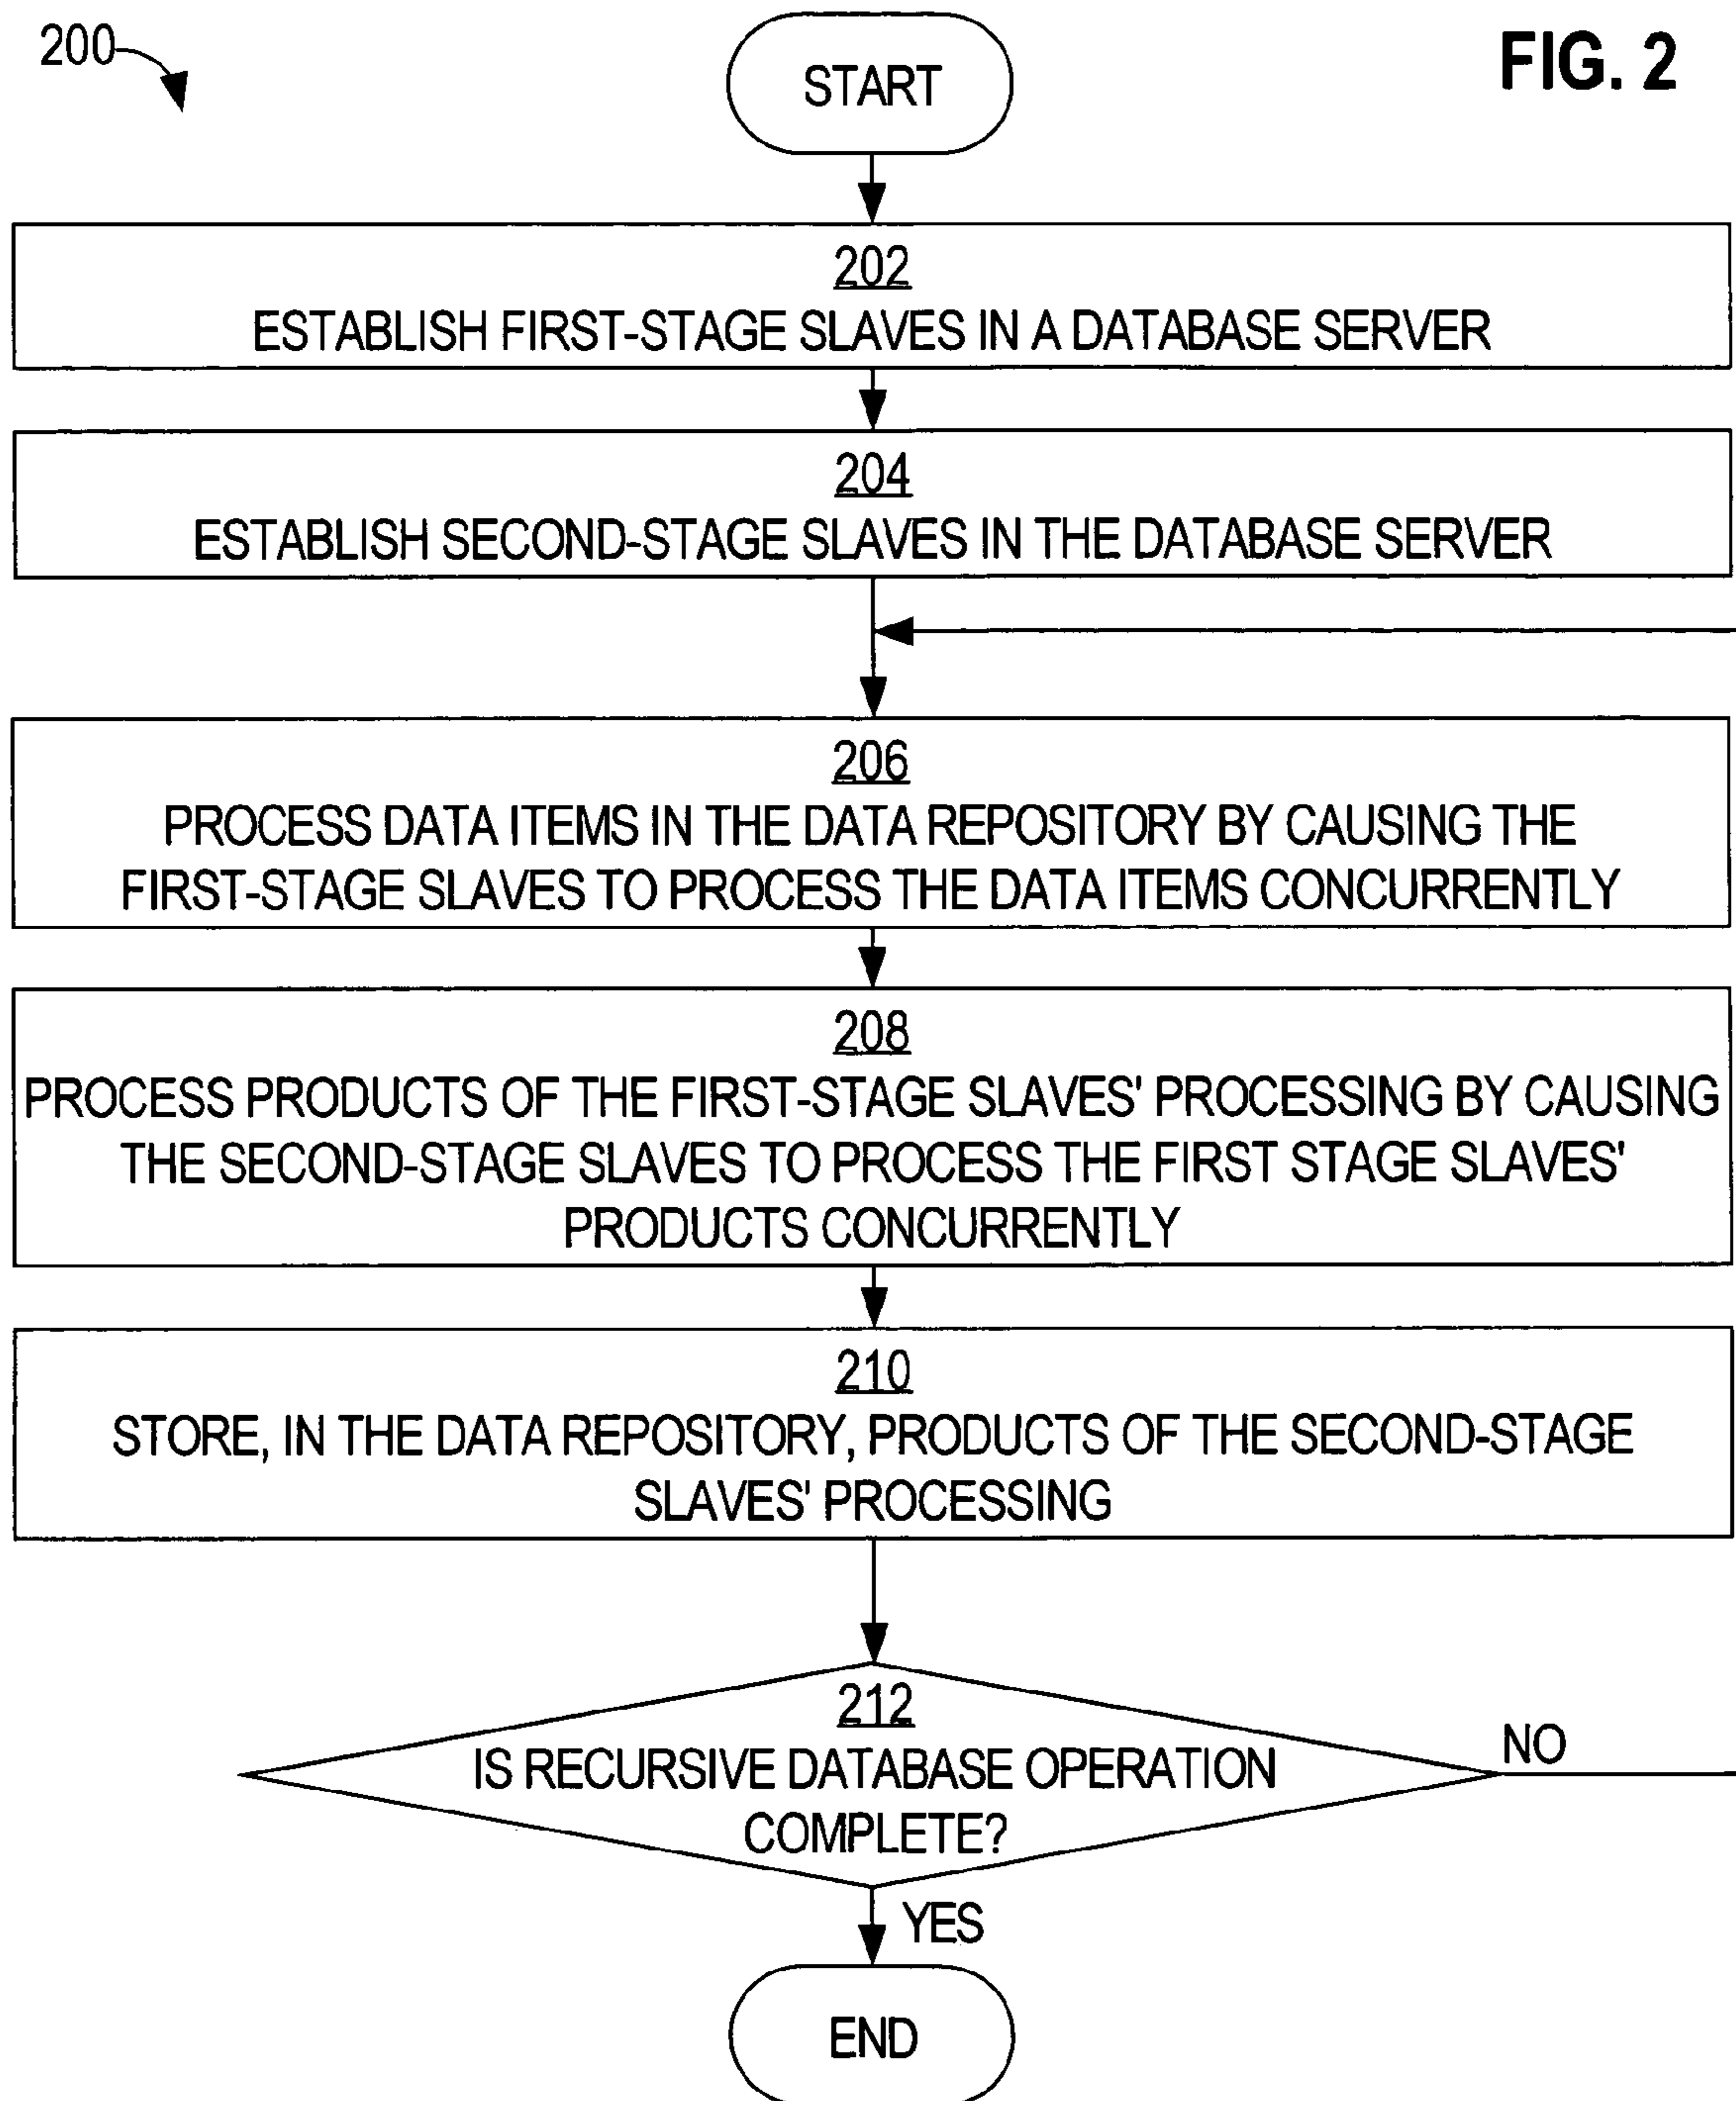 200
FIG. 2
START
202
ESTABLISH FIRST-STAGE SLAVES IN A DATABASE SERVER
204
ESTABLISH SECOND-STAGE SLAVES IN THE DATABASE SERVER
206
PROCESS DATA ITEMS IN THE DATA REPOSITORY BY CAUSING THE
FIRST-STAGE SLAVES TO PROCESS THE DATA ITEMS CONCURRENTLY
208
PROCESS PRODUCTS OF THE FIRST-STAGE SLAVES' PROCESSING BY CAUSING
THE SECOND-STAGE SLAVES TO PROCESS THE FIRST STAGE SLAVES'
PRODUCTS CONCURRENTLY
210
STORE, IN THE DATA REPOSITORY, PRODUCTS OF THE SECOND-STAGE
SLAVES' PROCESSING
212
IS RECURSIVE DATABASE OPERATION
COMPLETE?
NO
YES
END